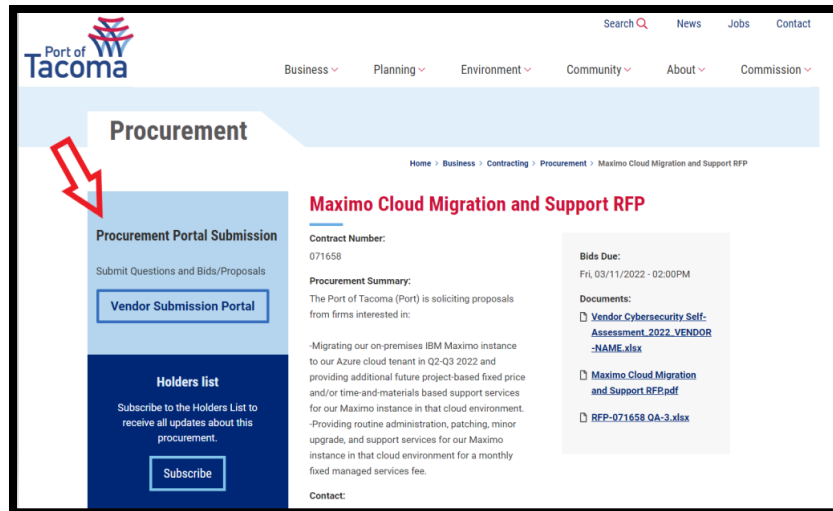 Search News Jobs Contact
Port of
Tacoma
Business Planning Environment Community About Commission
Procurement
Home > Business > Contracting > Procurement > Maximo Cloud Migration and Support RFP
Procurement Portal Submission
Submit Questions and Bids/Proposals
Vendor Submission Portal
Holders list
Subscribe to the Holders List to
receive all updates about this
procurement.
Subscribe
Maximo Cloud Migration and Support RFP
Contract Number:
071658
Procurement Summary:
The Port of Tacoma (Port) is soliciting proposals
from firms interested in:
-Migrating our on-premises IBM Maximo instance
to our Azure cloud tenant in Q2-Q3 2022 and
providing additional future project-based fixed price
and/or time-and-materials based support services
for our Maximo instance in that cloud environment.
-Providing routine administration, patching, minor
upgrade, and support services for our Maximo
instance in that cloud environment for a monthly
fixed managed services fee.
Contact:
Bids Due:
Fri, 03/11/2022 - 02:00PM
Documents:
Vendor Cybersecurity Self-
Assessment_2022_VENDOR
-NAME.xlsx
Maximo Cloud Migration
and Support RFP.pdf
RFP-071658 QA-3.xlsx